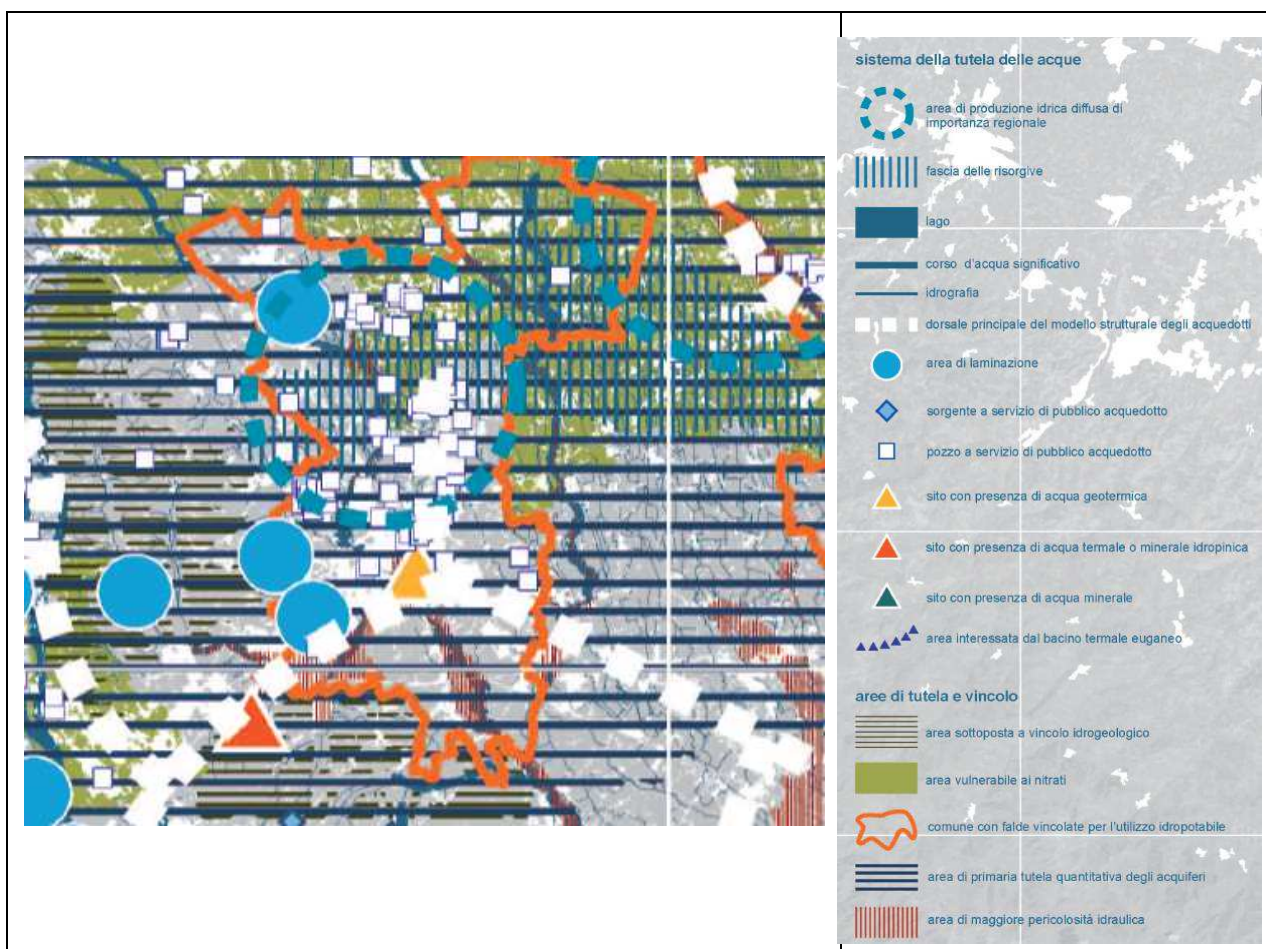 sistema della tutela delle acque
area di produzione idrica diffusa di
importanza regionale
fascia delle risorgive
lago
corso d'acqua significativo
idrografia
dorsale principale del modello strutturale degli acquedotti
area di laminazione
sorgente a servizio di pubblico acquedotto
pozzo a servizio di pubblico acquedotto
sito con presenza di acqua geotermica
sito con presenza di acqua termale o minerale idropinica
sito con presenza di acqua minerale
area interessata dal bacino termale euganeo
aree di tutela e vincolo
area sottoposta a vincolo idrogeologico
area vulnerabile ai nitrati
comune con falde vincolate per l'utilizzo idropotabile
area di primaria tutela quantitativa degli acquiferi
area di maggiore pericolosità idraulica